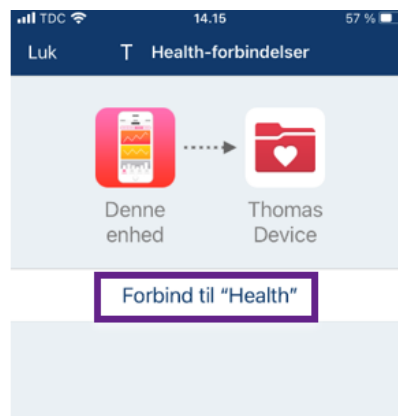 TDC 14.15 57 %
Luk T Health-forbindelser
Denne enhed
Thomas Device
Forbind til “Health”